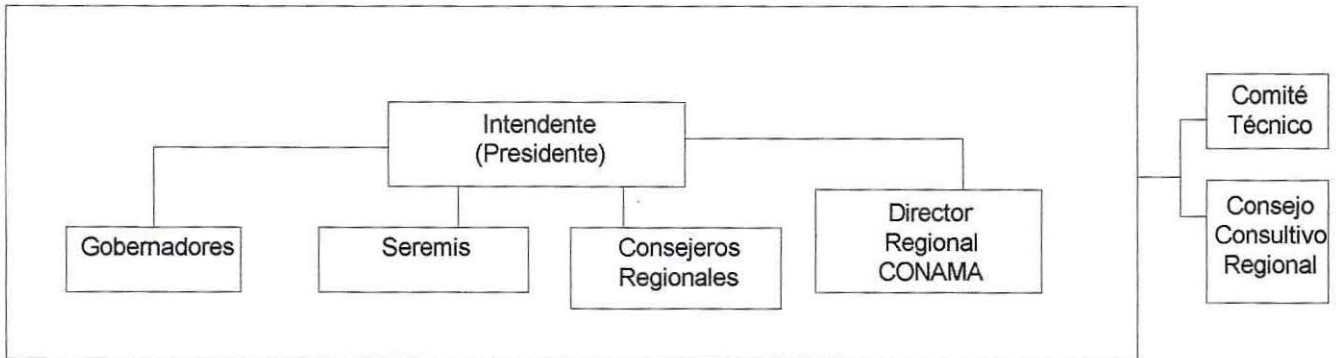 Intendente
(Presidente)
Gobernadores
Seremis
Consejeros
Regionales
Director
Regional
CONAMA
Comité
Técnico
Consejo
Consultivo
Regional